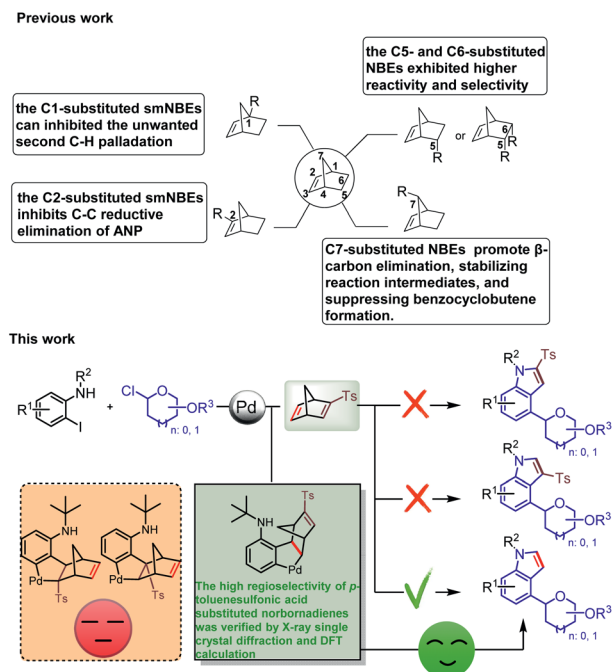 Previous work
the C5- and C6-substituted
NBEs exhibited higher
reactivity and selectivity
the C1-substituted smNBEs
can inhibited the unwanted
second C-H palladation
R
1
5
R
or
6
5
R
R
7
1
2
6
3
4
5
the C2-substituted smNBEs
inhibits C-C reductive
elimination of ANP
R
2
R
7
C7-substituted NBEs promote β-
carbon elimination, stabilizing
reaction intermediates, and
suppressing benzocyclobutene
formation.
This work
R²
NH
R¹
I
+
Cl
O
OR³
n: 0, 1
Pd
Ts
R²
N
Ts
R¹
O
OR³
n: 0, 1
R²
N
Ts
R¹
O
OR³
n: 0, 1
R²
N
R¹
O
OR³
n: 0, 1
NH
Pd
Ts
NH
Pd
Ts
Ts
NH
Pd
The high regioselectivity of p-
toluenesulfonic acid
substituted norbornadienes
was verified by X-ray single
crystal diffraction and DFT
calculation